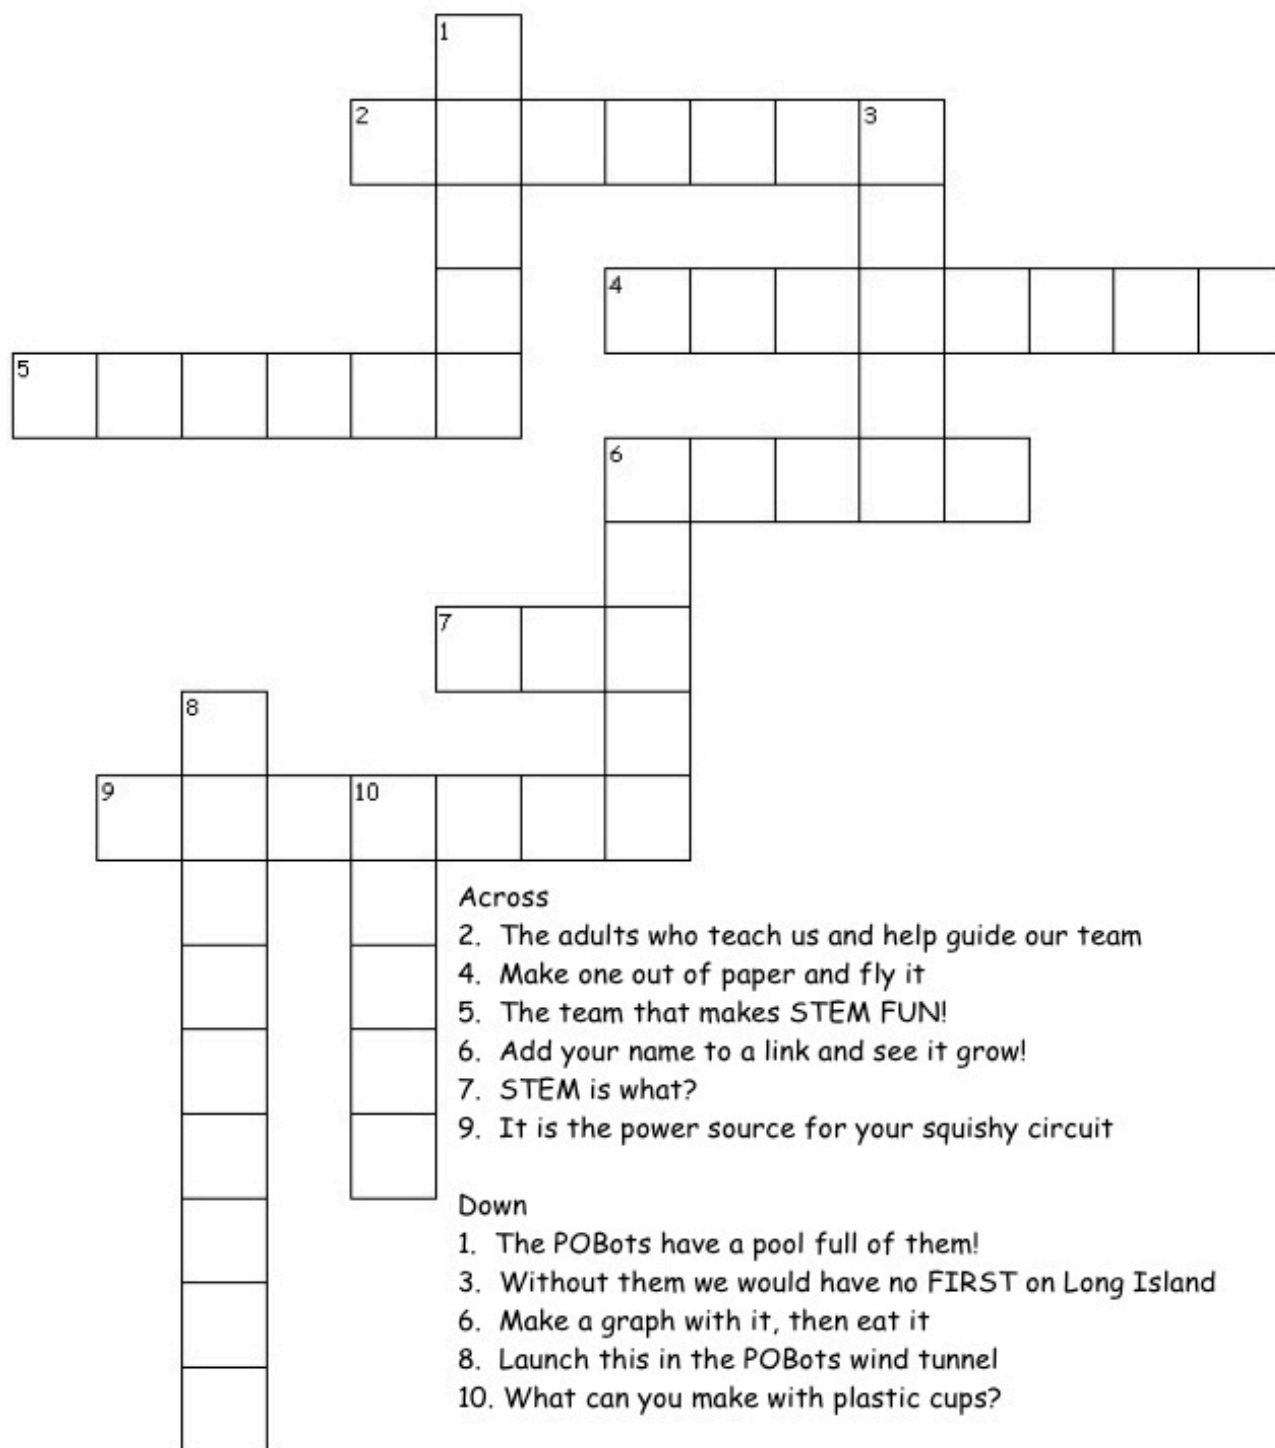 1
2 3
4
5
6
7
8
9 10
Across
2. The adults who teach us and help guide our team
4. Make one out of paper and fly it
5. The team that makes STEM FUN!
6. Add your name to a link and see it grow!
7. STEM is what?
9. It is the power source for your squishy circuit
Down
1. The POBots have a pool full of them!
3. Without them we would have no FIRST on Long Island
6. Make a graph with it, then eat it
8. Launch this in the POBots wind tunnel
10. What can you make with plastic cups?